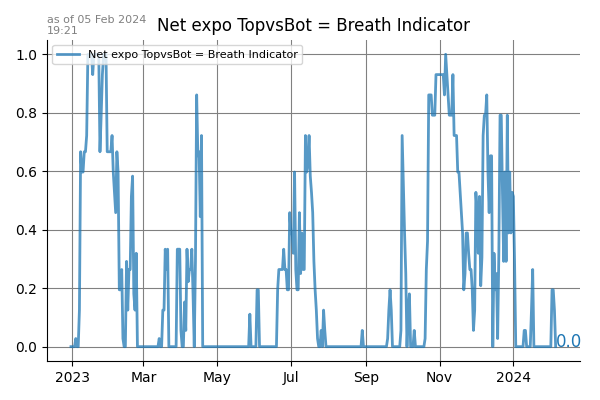 as of 05 Feb 2024
19:21
Net expo TopvsBot = Breath Indicator
Net expo TopvsBot = Breath Indicator
1.0
0.8
0.6
0.4
0.2
0.0
0.0
2023 Mar May Jul Sep Nov 2024